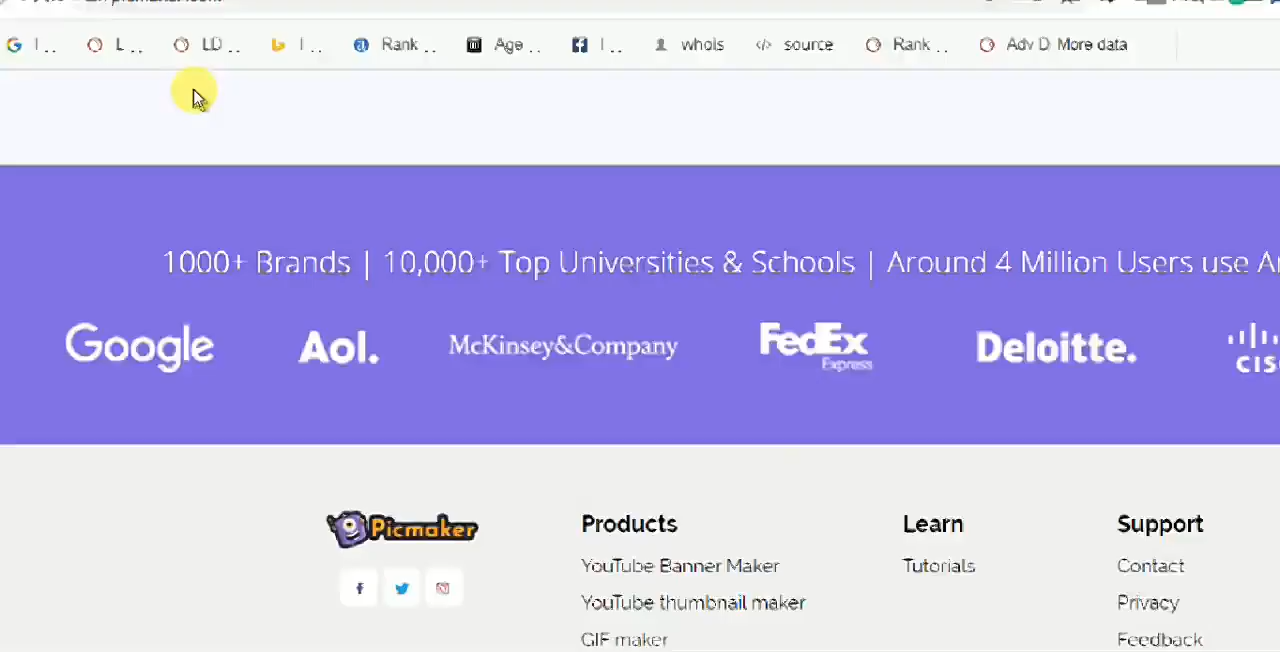 I .. L .. LD .. I .. Rank .. Age .. I .. whois </> source Rank .. Adv D More data
1000+ Brands | 10,000+ Top Universities & Schools | Around 4 Million Users use
Google Aol. McKinsey&Company FedEx Deloitte.
Express
Picmaker
Products
YouTube Banner Maker
YouTube thumbnail maker
GIF maker
Learn
Tutorials
Support
Contact
Privacy
Feedback